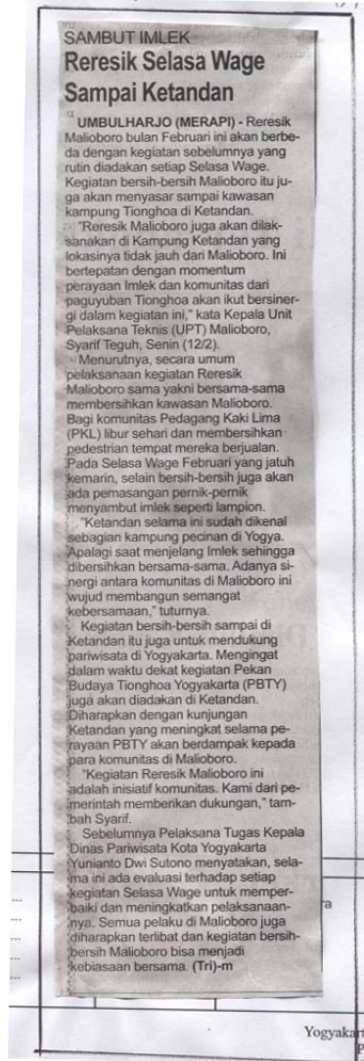 SAMBUT IMLEK
Reresik Selasa Wage
Sampai Ketandan
UMBULHARJO (MERAPI) - Reresik
Malioboro bulan Februari ini akan berbe-
da dengan kegiatan sebelumnya yang
rutin diadakan setiap Selasa Wage.
Kegiatan bersih-bersih Malioboro itu ju-
ga akan menyasar sampai kawasan
kampung Tionghoa di Ketandan.
"Reresik Malioboro juga akan dilak-
sanakan di Kampung Ketandan yang
lokasinya tidak jauh dari Malioboro. Ini
bertepatan dengan momentum
perayaan Imlek dan komunitas dari
paguyuban Tionghoa akan ikut bersiner-
gi dalam kegiatan ini," kata Kepala Unit
Pelaksana Teknis (UPT) Malioboro,
Syarif Teguh, Senin (12/2).
Menurutnya, secara umum
pelaksanaan kegiatan Reresik
Malioboro sama yakni bersama-sama
membersihkan kawasan Malioboro.
Bagi komunitas Pedagang Kaki Lima
(PKL) libur sehari dan membersihkan
pedestrian tempat mereka berjualan.
Pada Selasa Wage Februari yang jatuh
kemarin, selain bersih-bersih juga akan
ada pemasangan pernik-pernik
menyambut imlek seperti lampion.
"Ketandan selama ini sudah dikenal
sebagian kampung pecinan di Yogya.
Apalagi saat menjelang Imlek sehingga
dibersihkan bersama-sama. Adanya si-
nergi antara komunitas di Malioboro ini
wujud membangun semangat
kebersamaan," tuturnya.
Kegiatan bersih-bersih sampai di
Ketandan itu juga untuk mendukung
pariwisata di Yogyakarta. Mengingat
dalam waktu dekat kegiatan Pekan
Budaya Tionghoa Yogyakarta (PBTY)
juga akan diadakan di Ketandan.
Diharapkan dengan kunjungan
Ketandan yang meningkat selama pe-
rayaan PBTY akan berdampak kepada
para komunitas di Malioboro.
"Kegiatan Reresik Malioboro ini
adalah inisiatif komunitas. Kami dari pe-
merintah memberikan dukungan," tam-
bah Syarif.
Sebelumnya Pelaksana Tugas Kepala
Dinas Pariwisata Kota Yogyakarta
Yunianto Dwi Sutono menyatakan, sela-
ma ini ada evaluasi terhadap setiap
kegiatan Selasa Wage untuk memper-
baiki dan meningkatkan pelaksanaan-
nya. Semua pelaku di Malioboro juga
diharapkan terlibat dan kegiatan bersih-
bersih Malioboro bisa menjadi
kebiasaan bersama. (Tri)-m
Yogyakart